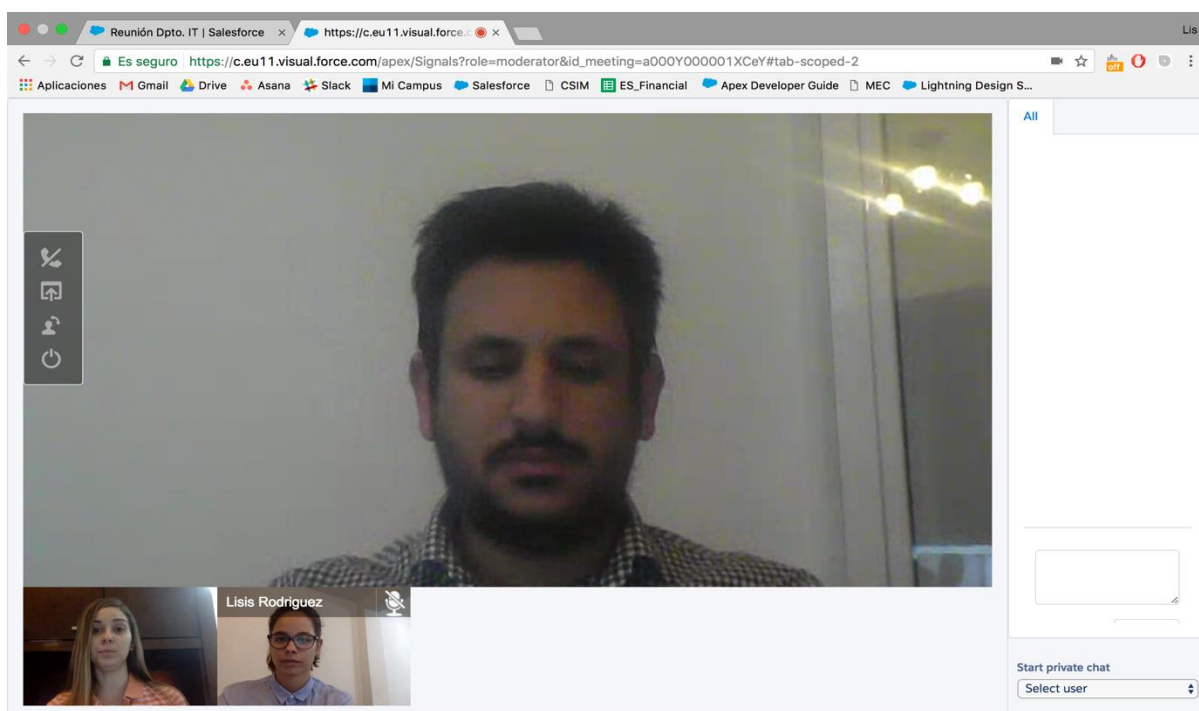 Reunión Dpto. IT | Salesforce
https://c.eu11.visual.force.c
Lis
Es seguro https://c.eu11.visual.force.com/apex/Signals?role=moderator&id_meeting=a000Y000001XCeY#tab-scoped-2
off
Aplicaciones Gmail Drive Asana Slack Mi Campus Salesforce CSIM ES_Financial Apex Developer Guide MEC Lightning Design S...
All
Lisis Rodriguez
Start private chat
Select user